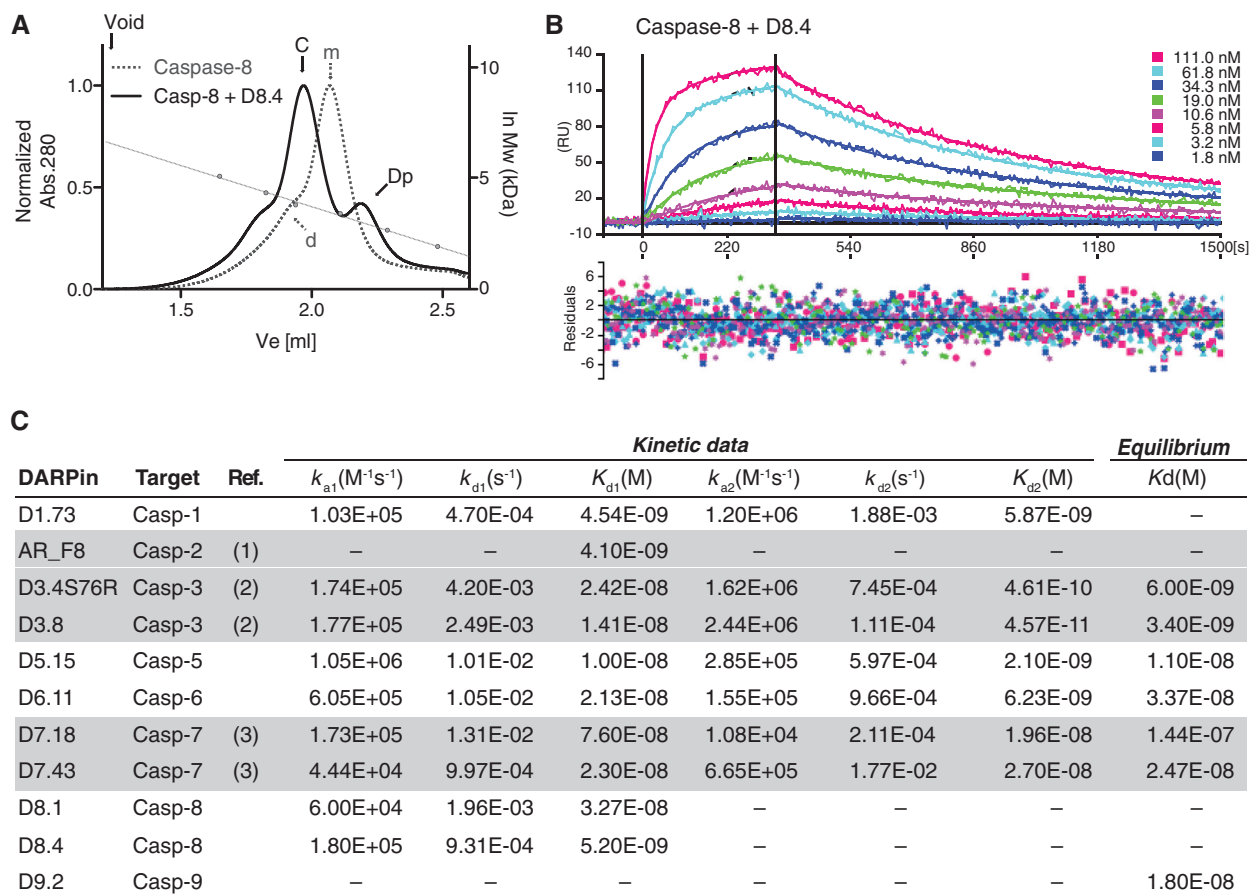 A
Void
C
m
Caspase-8
Casp-8 + D8.4
Dp
d
Normalized
Abs.280
1.0
0.5
0.0
ln Mw (kDa)
10
5
0
1.5
2.0
2.5
Ve [ml]
B
Caspase-8 + D8.4
(RU)
140
110
80
50
20
-10
0
220
540
860
1180
1500[s]
111.0 nM
61.8 nM
34.3 nM
19.0 nM
10.6 nM
5.8 nM
3.2 nM
1.8 nM
Residuals
6
2
-2
-6
C
Kinetic data Equilibrium
DARPin Target Ref. ka1(M-1s-1) kd1(s-1) Kd1(M) ka2(M-1s-1) kd2(s-1) Kd2(M) Kd(M)
D1.73 Casp-1 1.03E+05 4.70E-04 4.54E-09 1.20E+06 1.88E-03 5.87E-09 –
AR_F8 Casp-2 (1) – – 4.10E-09 – – – –
D3.4S76R Casp-3 (2) 1.74E+05 4.20E-03 2.42E-08 1.62E+06 7.45E-04 4.61E-10 6.00E-09
D3.8 Casp-3 (2) 1.77E+05 2.49E-03 1.41E-08 2.44E+06 1.11E-04 4.57E-11 3.40E-09
D5.15 Casp-5 1.05E+06 1.01E-02 1.00E-08 2.85E+05 5.97E-04 2.10E-09 1.10E-08
D6.11 Casp-6 6.05E+05 1.05E-02 2.13E-08 1.55E+05 9.66E-04 6.23E-09 3.37E-08
D7.18 Casp-7 (3) 1.73E+05 1.31E-02 7.60E-08 1.08E+04 2.11E-04 1.96E-08 1.44E-07
D7.43 Casp-7 (3) 4.44E+04 9.97E-04 2.30E-08 6.65E+05 1.77E-02 2.70E-08 2.47E-08
D8.1 Casp-8 6.00E+04 1.96E-03 3.27E-08 – – – –
D8.4 Casp-8 1.80E+05 9.31E-04 5.20E-09 – – – –
D9.2 Casp-9 – – – – – – 1.80E-08